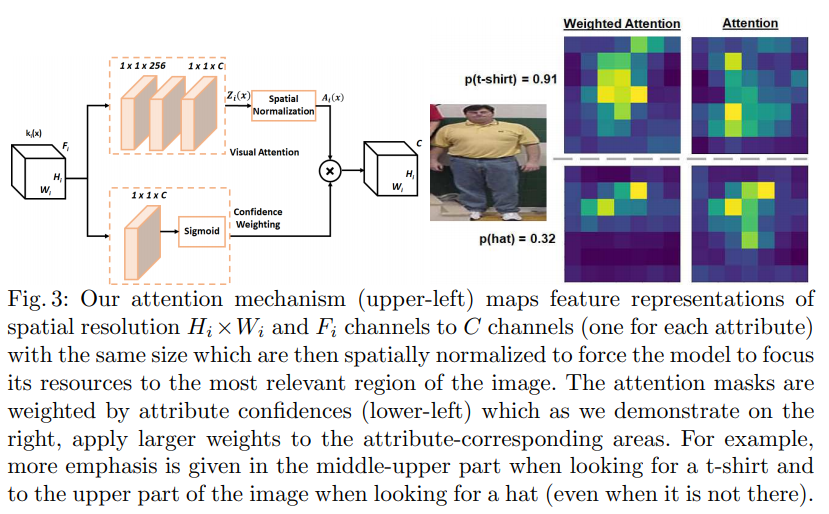 Weighted Attention
Attention
1 x 1 x 256
1 x 1 x C
Z_i(x)
Spatial
Normalization
A_i(x)
Visual Attention
k_i(x)
F_i
H_i
W_i
1 x 1 x C
Sigmoid
Confidence
Weighting
×
C
H_i
W_i
p(t-shirt) = 0.91
p(hat) = 0.32
Fig. 3: Our attention mechanism (upper-left) maps feature representations of
spatial resolution H_i × W_i and F_i channels to C channels (one for each attribute)
with the same size which are then spatially normalized to force the model to focus
its resources to the most relevant region of the image. The attention masks are
weighted by attribute confidences (lower-left) which as we demonstrate on the
right, apply larger weights to the attribute-corresponding areas. For example,
more emphasis is given in the middle-upper part when looking for a t-shirt and
to the upper part of the image when looking for a hat (even when it is not there).